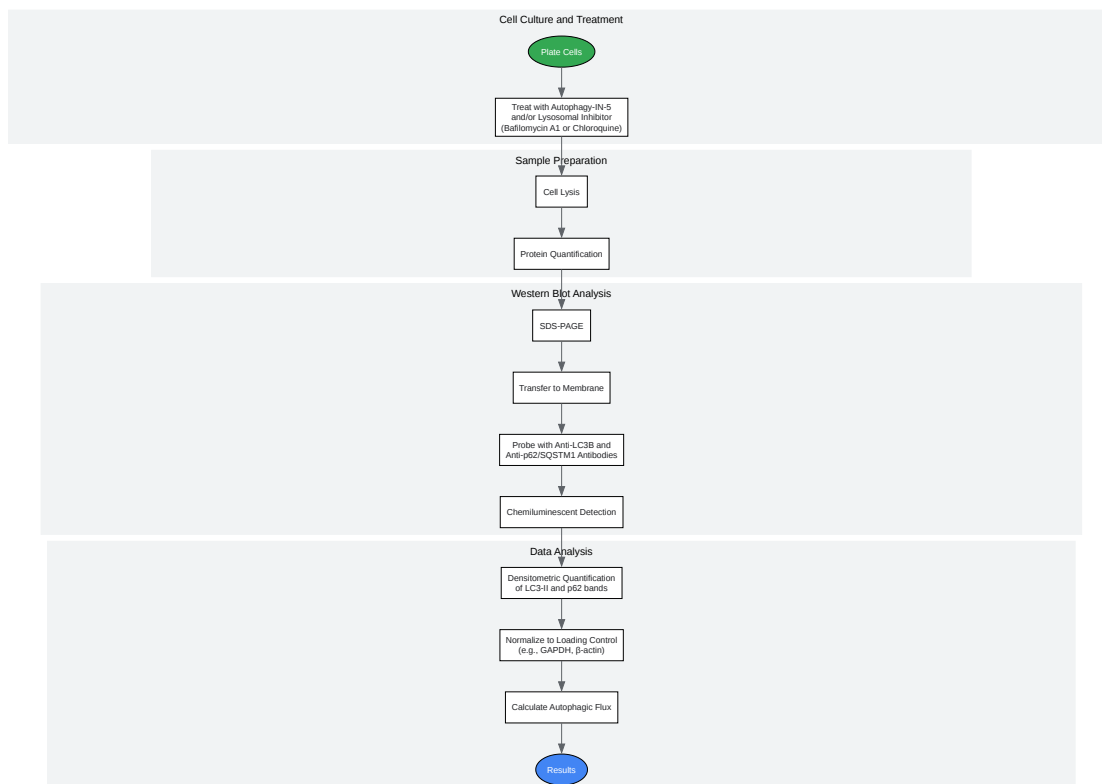 Cell Culture and Treatment
Plate Cells
Treat with Autophagy-IN-5
and/or Lysosomal Inhibitor
(Bafilomycin A1 or Chloroquine)
Sample Preparation
Cell Lysis
Protein Quantification
Western Blot Analysis
SDS-PAGE
Transfer to Membrane
Probe with Anti-LC3B and
Anti-p62/SQSTM1 Antibodies
Chemiluminescent Detection
Data Analysis
Densitometric Quantification
of LC3-II and p62 bands
Normalize to Loading Control
(e.g., GAPDH, β-actin)
Calculate Autophagic Flux
Results